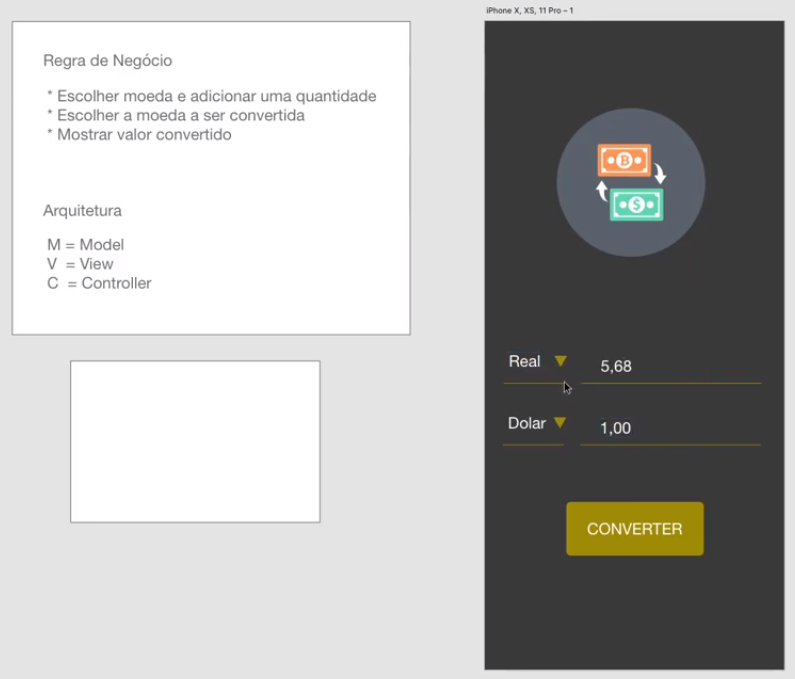 iPhone X, XS, 11 Pro – 1
Regra de Negócio
* Escolher moeda e adicionar uma quantidade
* Escolher a moeda a ser convertida
* Mostrar valor convertido
Arquitetura
M = Model
V = View
C = Controller
B
$
Real
5,68
Dolar
1,00
CONVERTER